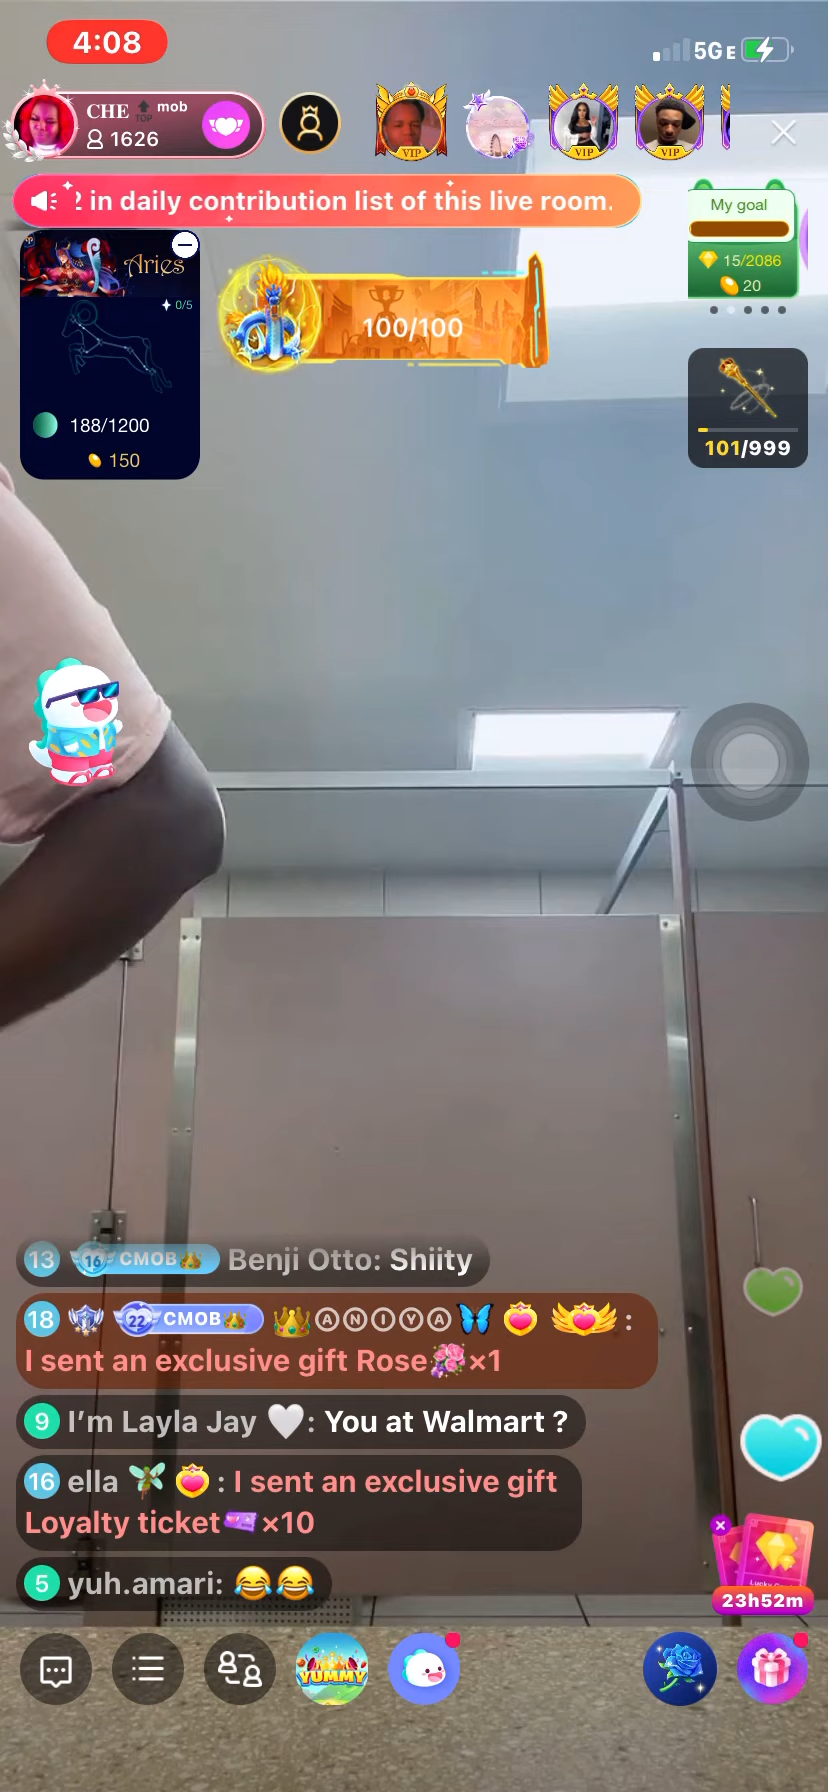 4:08
5G E
CHE TOP mob
1626
VIP
VIP
VIP
2 in daily contribution list of this live room.
My goal
15/2086
20
Aries
0/5
188/1200
150
100/100
101/999
13 16 CMOB Benji Otto: Shiity
18 22 CMOB 👑ⒶⓃⒾⓎⒶ🦋 :
I sent an exclusive gift Rose💐×1
9 I'm Layla Jay 🤍: You at Walmart ?
16 ella : I sent an exclusive gift
Loyalty ticket🎟×10
5 yuh.amari: 😂😂
23h52m
YUMMY